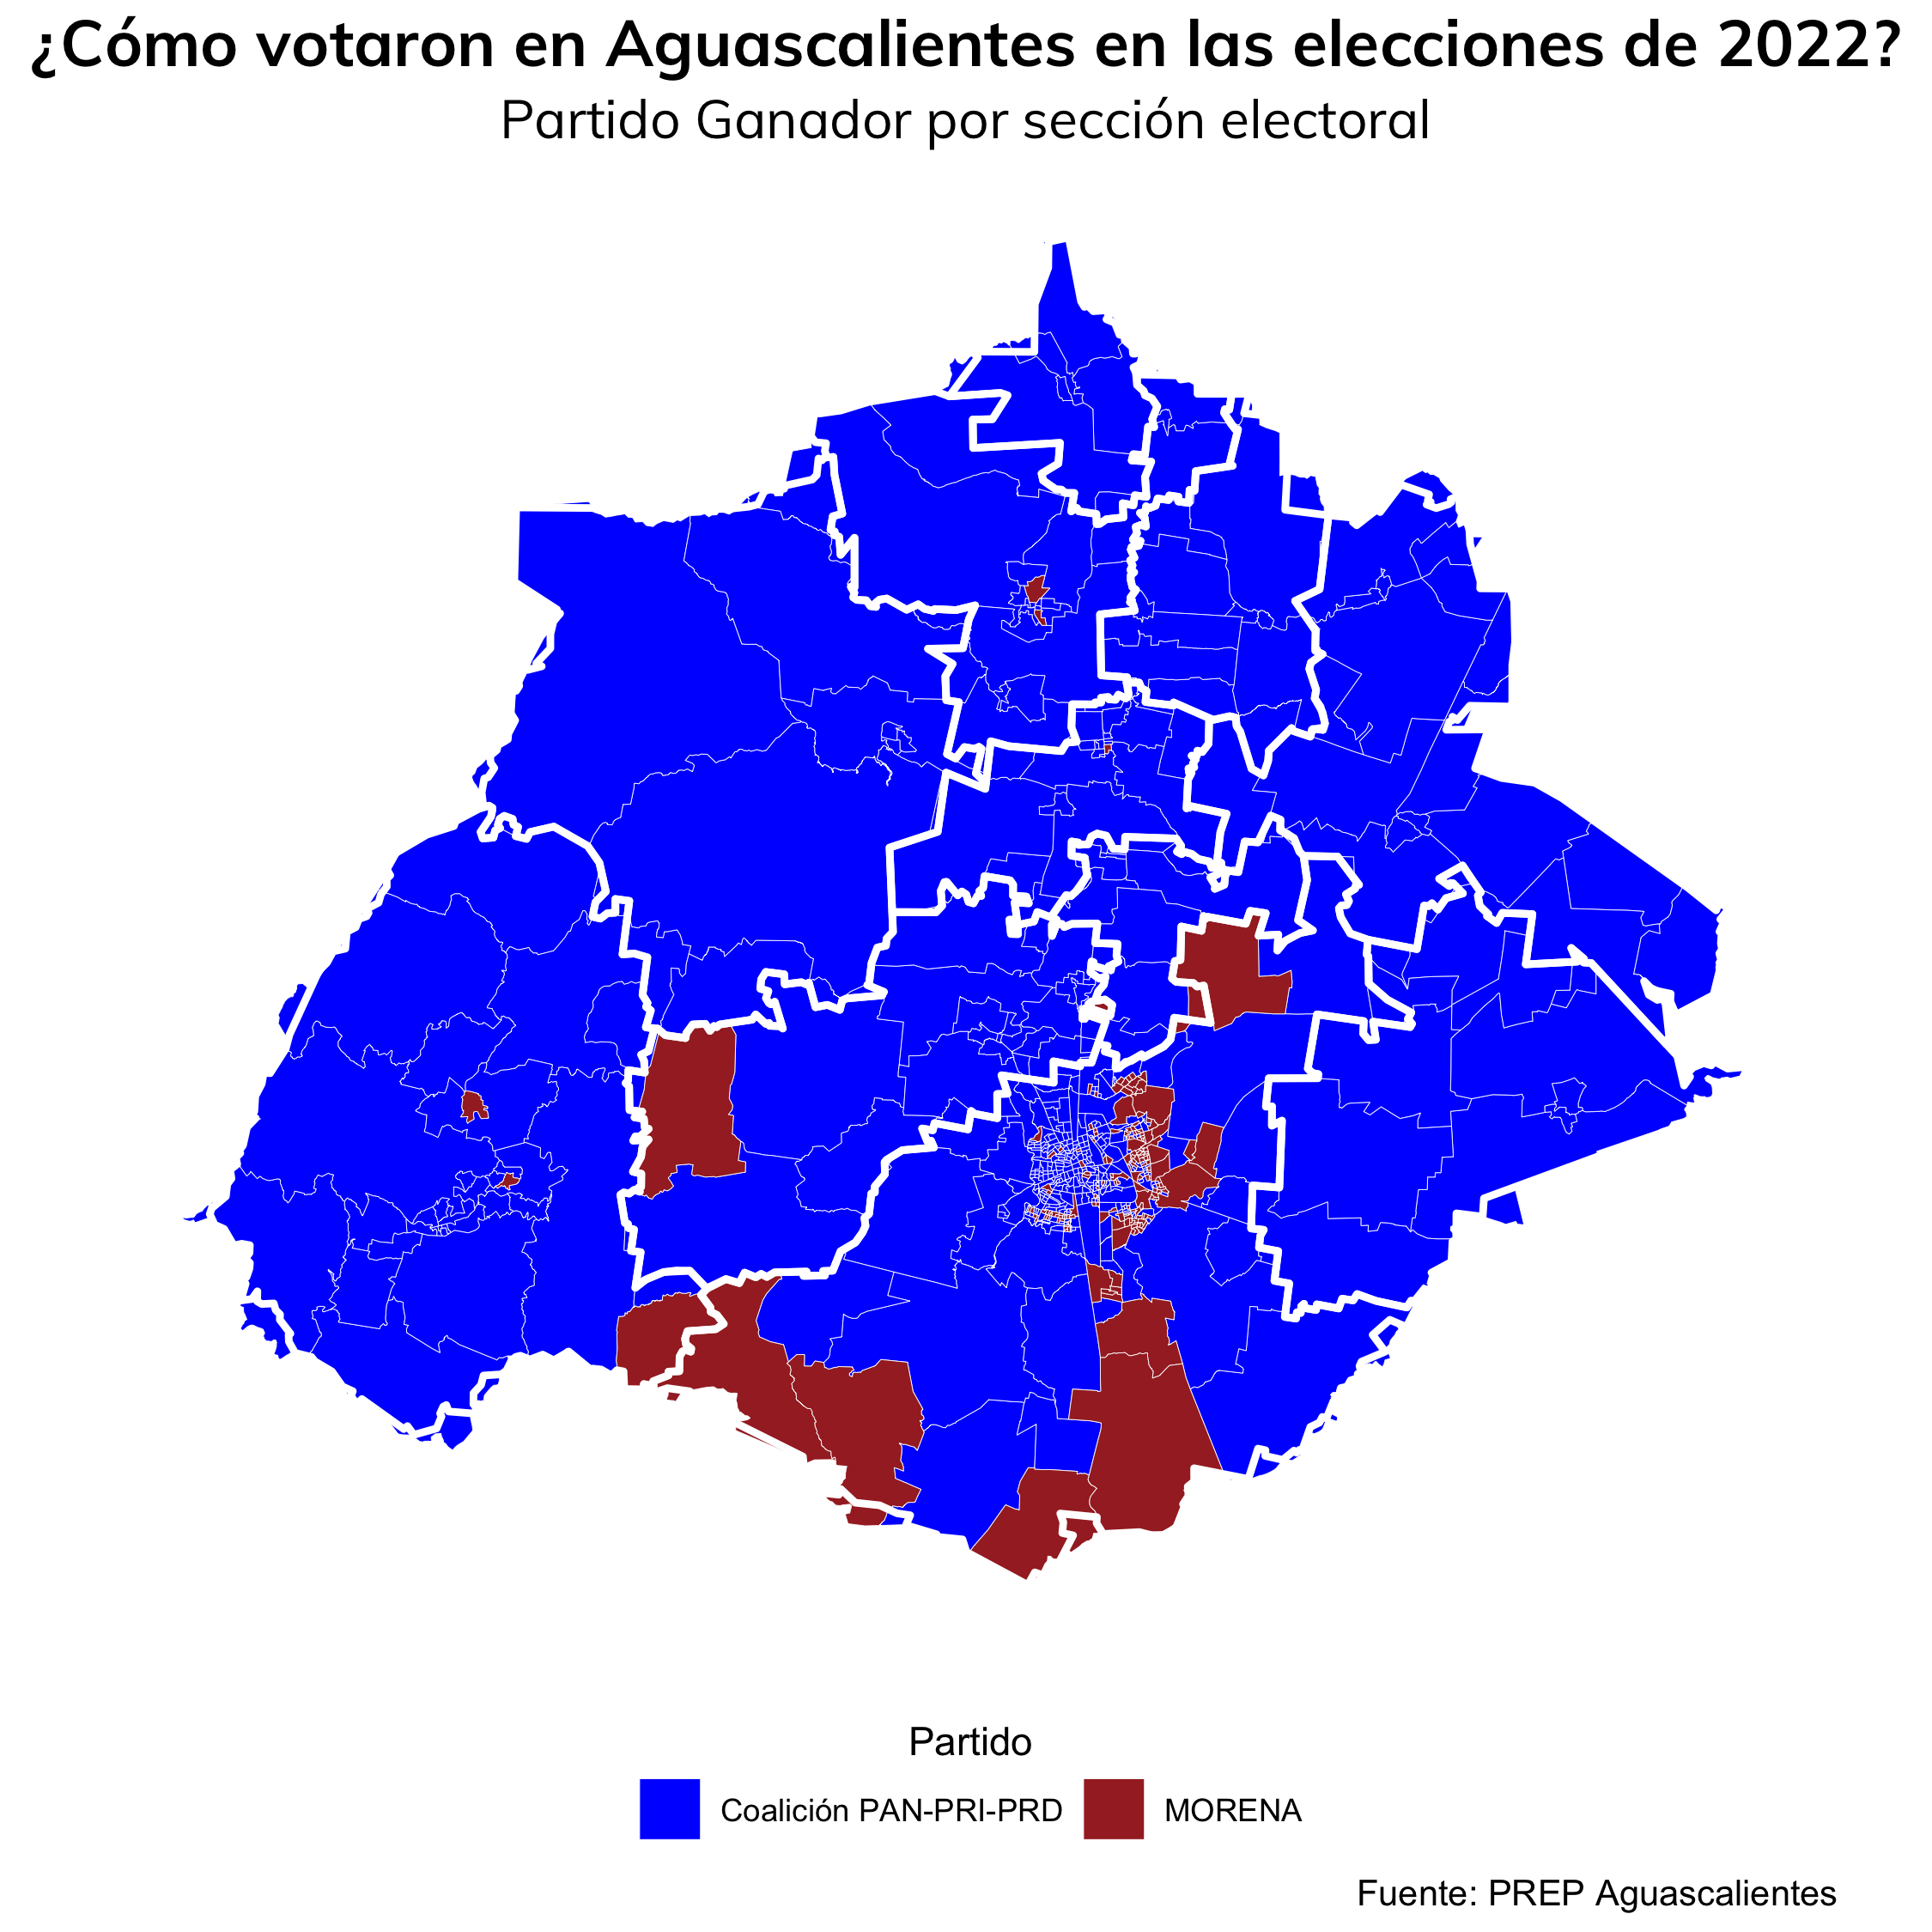 ¿Cómo votaron en Aguascalientes en las elecciones de 2022?
Partido Ganador por sección electoral
Partido
Coalición PAN-PRI-PRD
MORENA
Fuente: PREP Aguascalientes